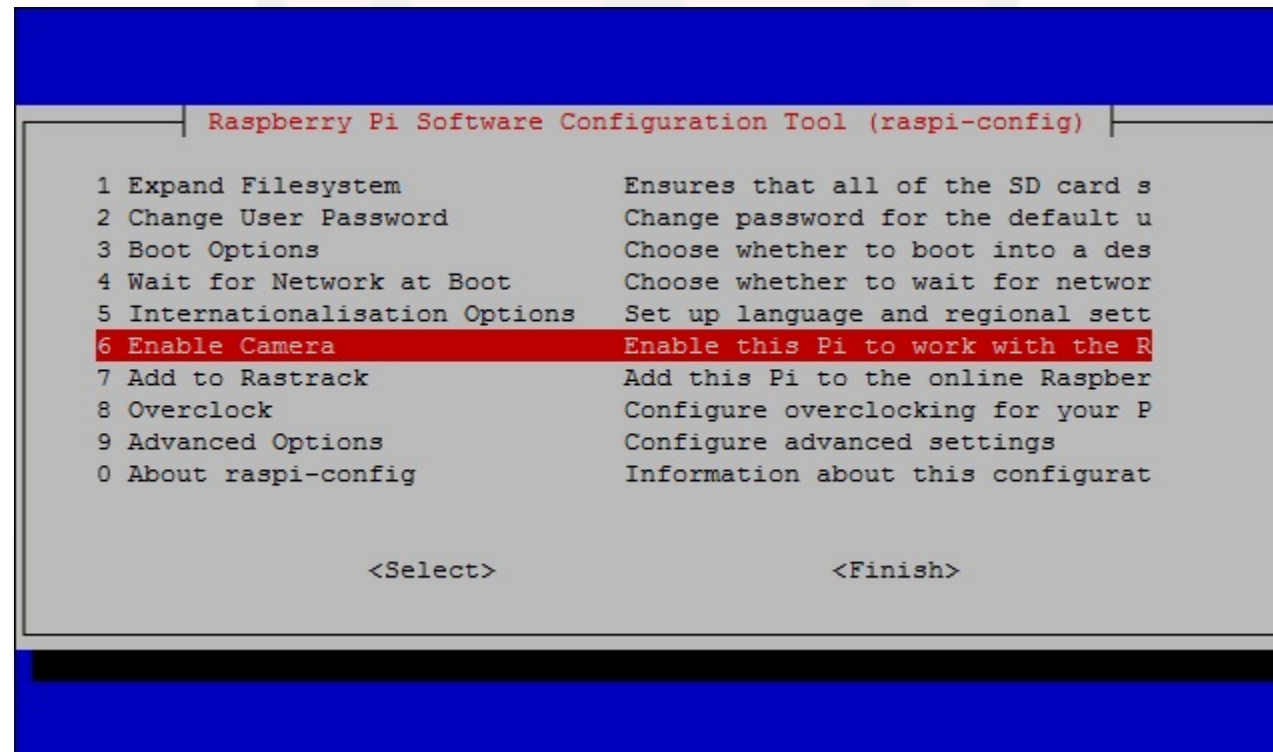 Raspberry Pi Software Configuration Tool (raspi-config)
1 Expand Filesystem Ensures that all of the SD card s
2 Change User Password Change password for the default u
3 Boot Options Choose whether to boot into a des
4 Wait for Network at Boot Choose whether to wait for networ
5 Internationalisation Options Set up language and regional sett
6 Enable Camera Enable this Pi to work with the R
7 Add to Rastrack Add this Pi to the online Raspber
8 Overclock Configure overclocking for your P
9 Advanced Options Configure advanced settings
0 About raspi-config Information about this configurat
<Select> <Finish>